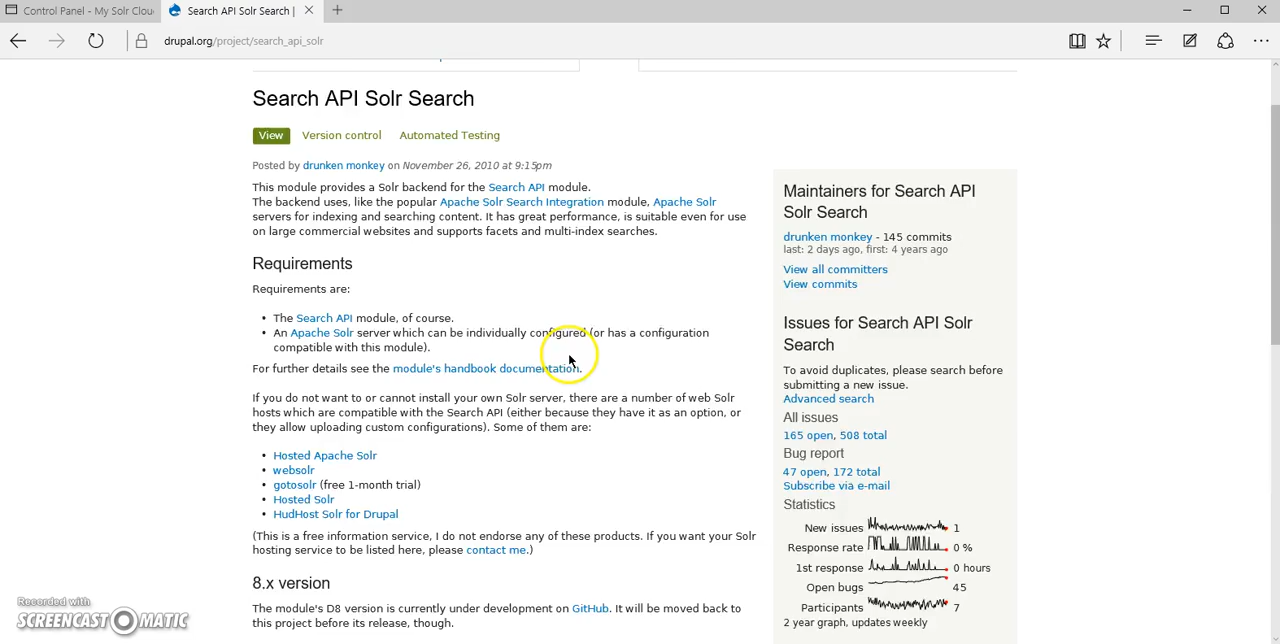 Control Panel - My Solr Clou
Search API Solr Search |
drupal.org/project/search_api_solr
Search API Solr Search
View Version control Automated Testing
Posted by drunken monkey on November 26, 2010 at 9:15pm
This module provides a Solr backend for the Search API module.
The backend uses, like the popular Apache Solr Search Integration module, Apache Solr
servers for indexing and searching content. It has great performance, is suitable even for use
on large commercial websites and supports facets and multi-index searches.
Requirements
Requirements are:
• The Search API module, of course.
• An Apache Solr server which can be individually configured (or has a configuration
compatible with this module).
For further details see the module's handbook documentation.
If you do not want to or cannot install your own Solr server, there are a number of web Solr
hosts which are compatible with the Search API (either because they have it as an option, or
they allow uploading custom configurations). Some of them are:
• Hosted Apache Solr
• websolr
• gotosolr (free 1-month trial)
• Hosted Solr
• HudHost Solr for Drupal
(This is a free information service, I do not endorse any of these products. If you want your Solr
hosting service to be listed here, please contact me.)
8.x version
The module's D8 version is currently under development on GitHub. It will be moved back to
this project before its release, though.
Maintainers for Search API
Solr Search
drunken monkey - 145 commits
last: 2 days ago, first: 4 years ago
View all committers
View commits
Issues for Search API Solr
Search
To avoid duplicates, please search before
submitting a new issue.
Advanced search
All issues
165 open, 508 total
Bug report
47 open, 172 total
Subscribe via e-mail
Statistics
New issues 1
Response rate 0 %
1st response 0 hours
Open bugs 45
Participants 7
2 year graph, updates weekly
Recorded with
SCREENCAST MATIC